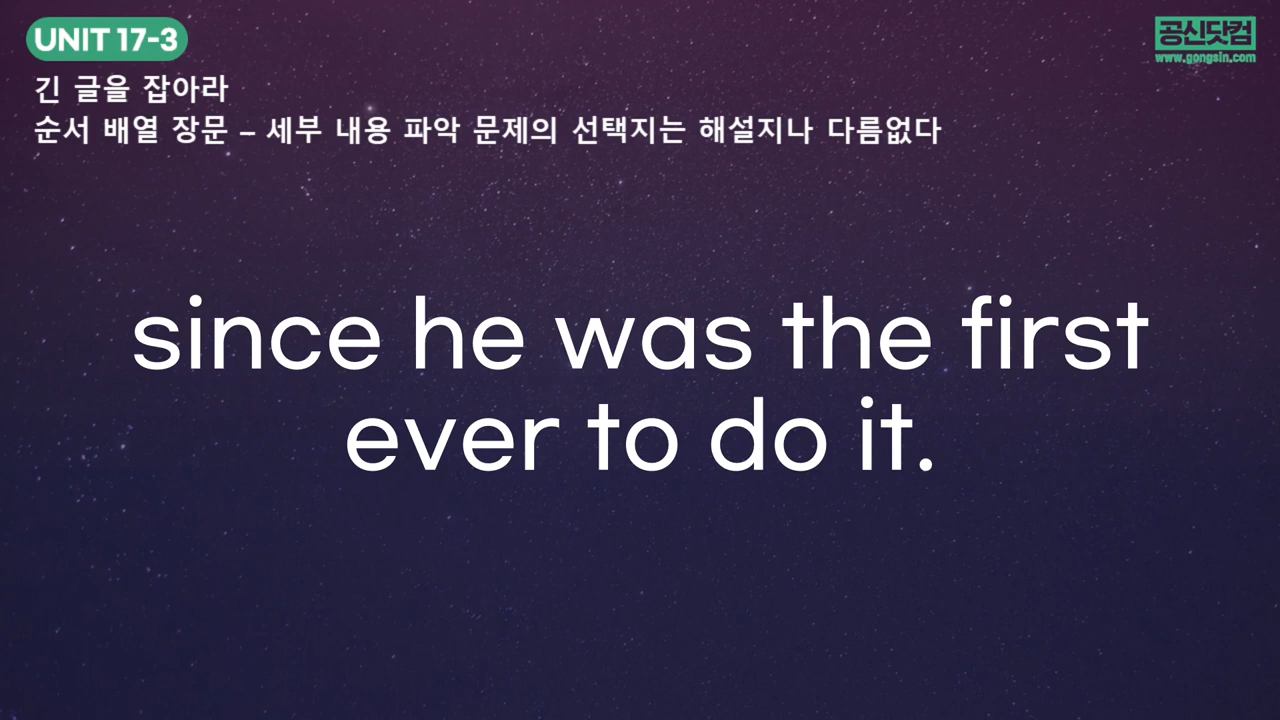 UNIT 17-3
공신닷컴
www.gongsin.com
긴 글을 잡아라
순서 배열 장문 – 세부 내용 파악 문제의 선택지는 해설지나 다름없다
since he was the first
ever to do it.